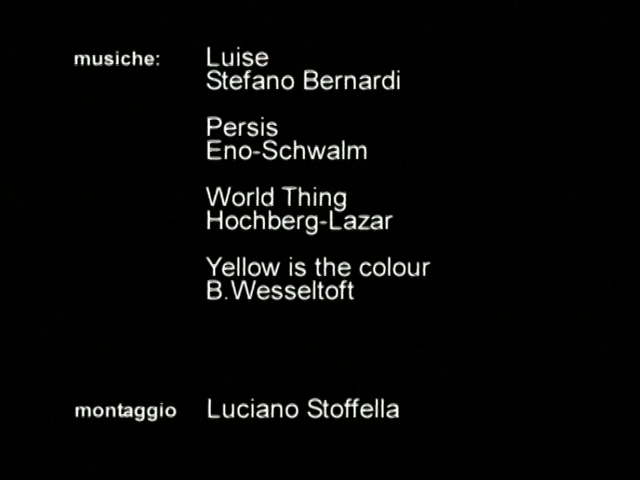 musiche: Luise
Stefano Bernardi
Persis
Eno-Schwalm
World Thing
Hochberg-Lazar
Yellow is the colour
B.Wesseltoft
montaggio Luciano Stoffella